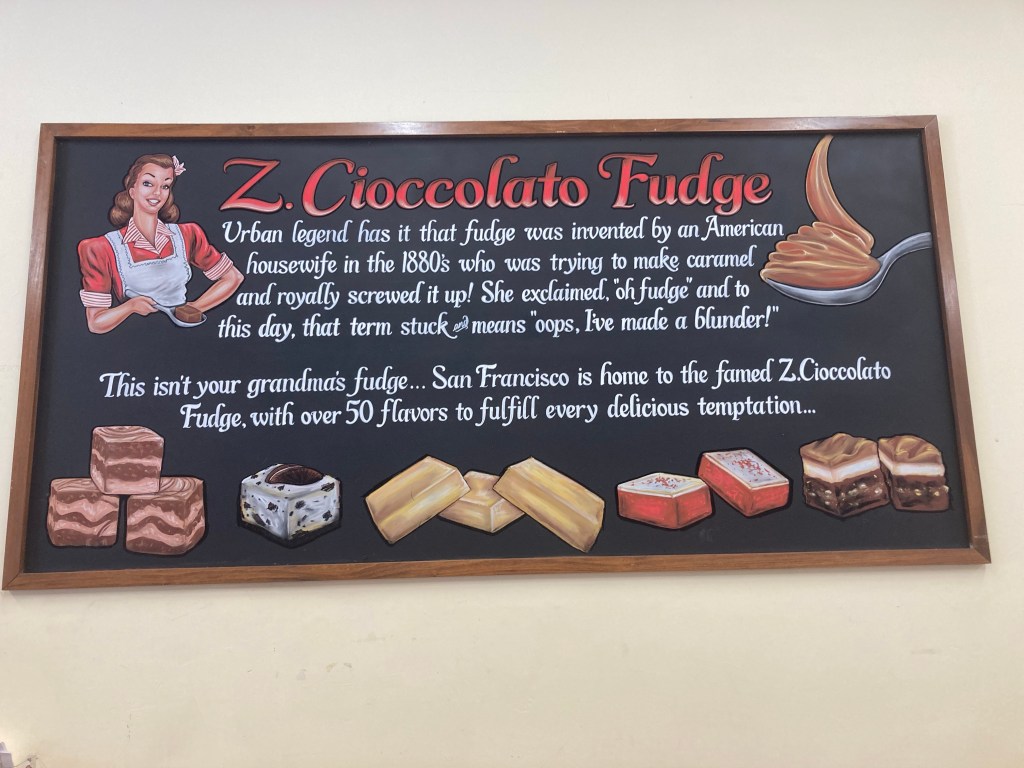 Z. Cioccolato Fudge
Urban legend has it that fudge was invented by an American
housewife in the 1880's who was trying to make caramel
and royally screwed it up! She exclaimed, "oh fudge" and to
this day, that term stuck and means "oops, I've made a blunder!"
This isn't your grandma's fudge... San Francisco is home to the famed Z.Cioccolato
Fudge, with over 50 flavors to fulfill every delicious temptation...